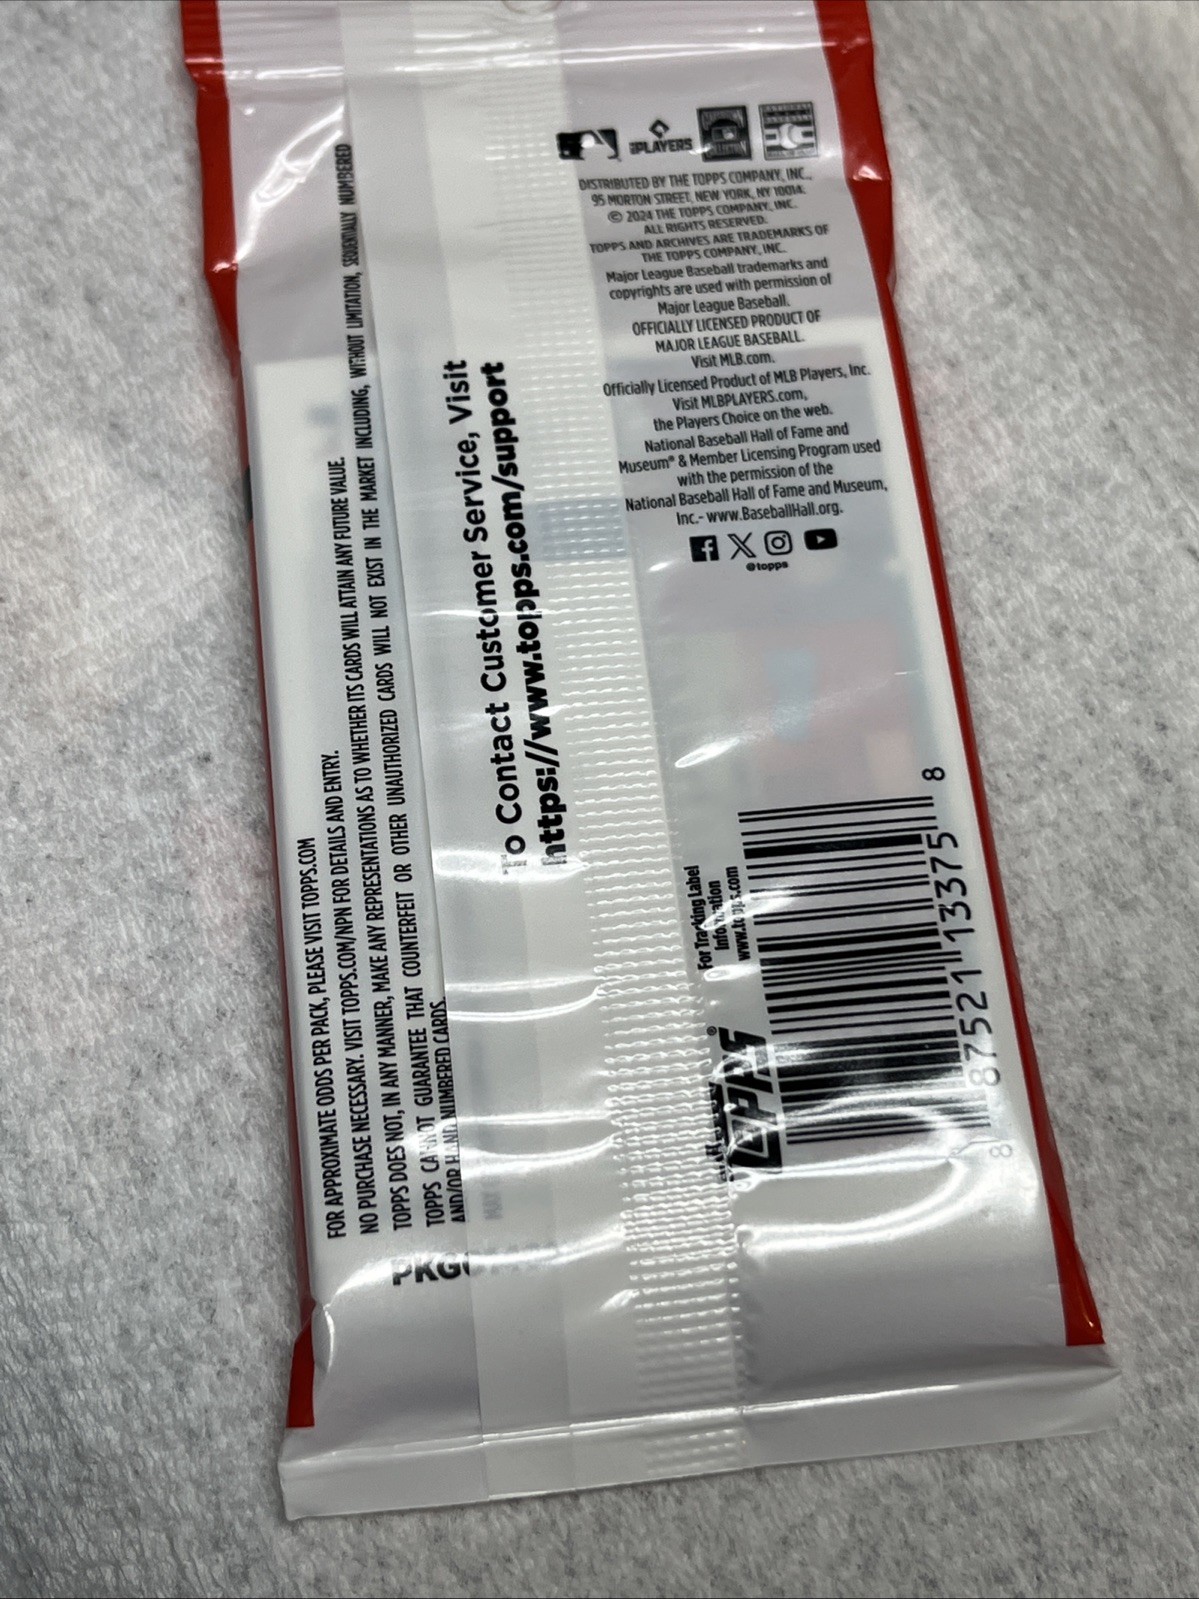 PLAYERS
DISTRIBUTED BY THE TOPPS COMPANY, INC.,
95 MORTON STREET, NEW YORK, NY 10014.
© 2024 THE TOPPS COMPANY, INC.
ALL RIGHTS RESERVED.
TOPPS AND ARCHIVES ARE TRADEMARKS OF
THE TOPPS COMPANY, INC.
Major League Baseball trademarks and
copyrights are used with permission of
Major League Baseball.
OFFICIALLY LICENSED PRODUCT OF
MAJOR LEAGUE BASEBALL.
Visit MLB.com.
Officially Licensed Product of MLB Players, Inc.
Visit MLBPLAYERS.com,
the Players Choice on the web.
National Baseball Hall of Fame and
Museum® & Member Licensing Program used
with the permission of the
National Baseball Hall of Fame and Museum,
Inc.- www.BaseballHall.org.
@topps
FOR APPROXIMATE ODDS PER PACK, PLEASE VISIT TOPPS.COM
NO PURCHASE NECESSARY. VISIT TOPPS.COM/NPN FOR DETAILS AND ENTRY.
TOPPS DOES NOT, IN ANY MANNER, MAKE ANY REPRESENTATIONS AS TO WHETHER ITS CARDS WILL ATTAIN ANY FUTURE VALUE.
TOPPS CANNOT GUARANTEE THAT COUNTERFEIT OR OTHER UNAUTHORIZED CARDS WILL NOT EXIST IN THE MARKET INCLUDING, WITHOUT LIMITATION, SEQUENTIALLY NUMBERED
AND/OR HAND NUMBERED CARDS.
To Contact Customer Service, Visit
https://www.topps.com/support
For Tracking Label
Information
www.topps.com
TOPPS®
8 87521 13375 8